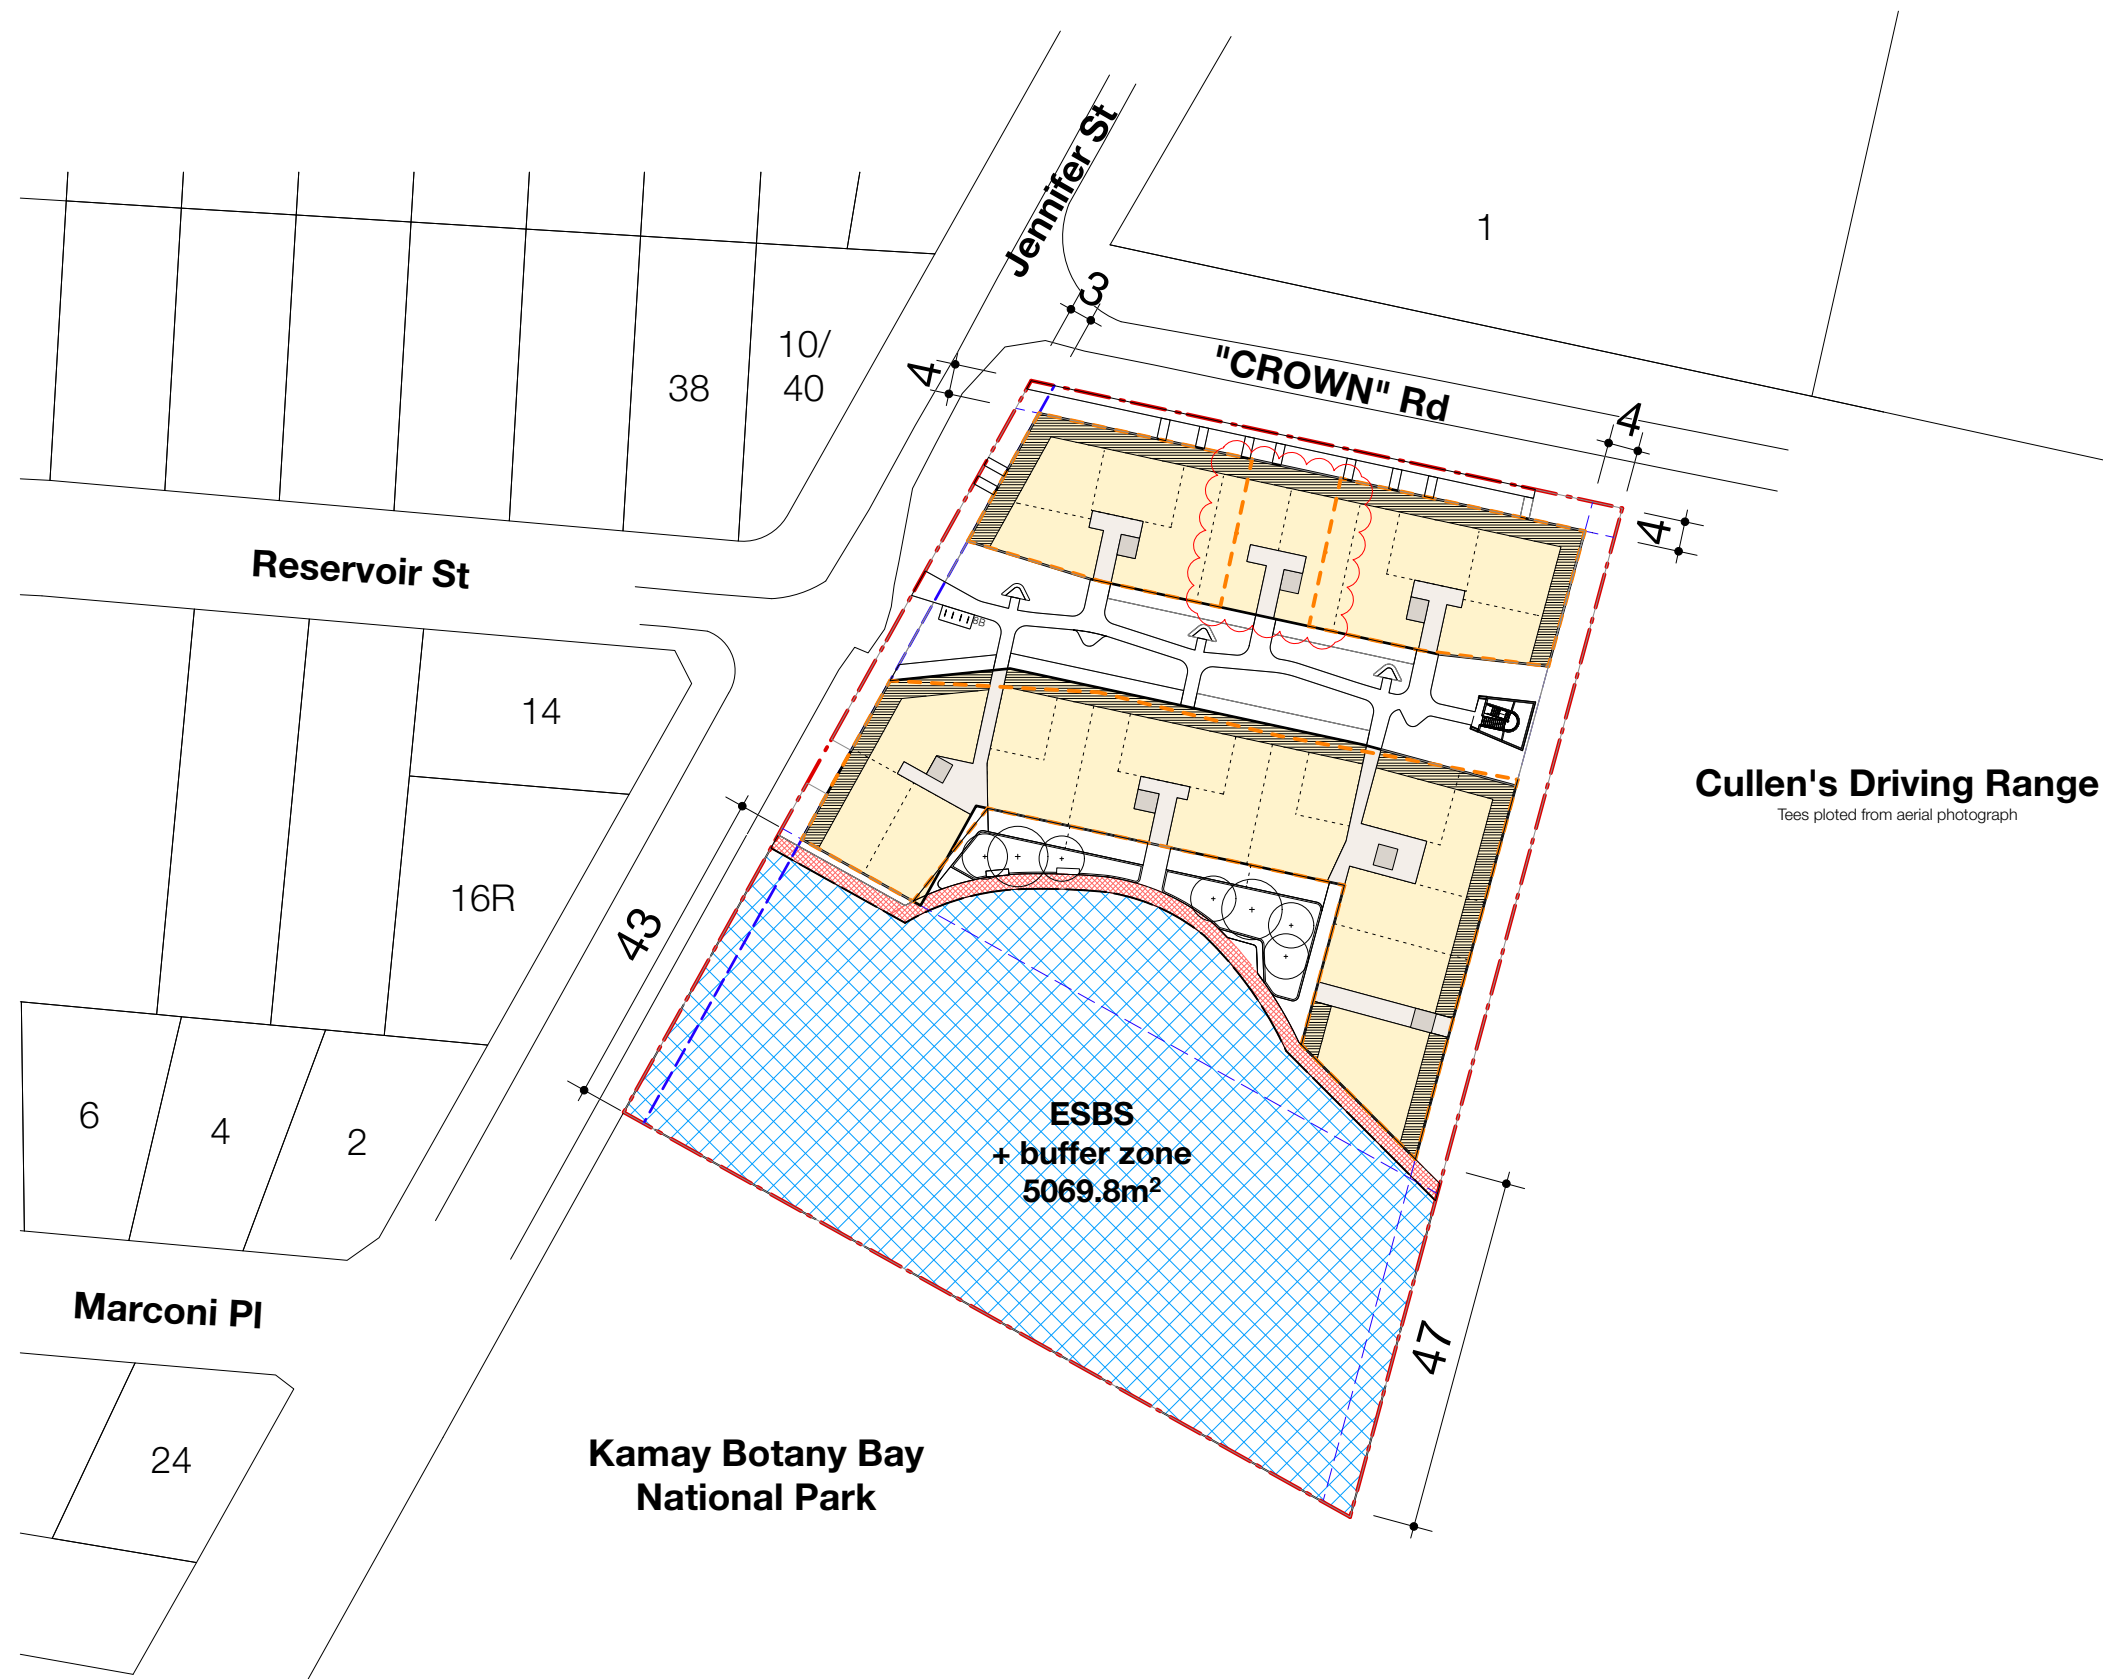 Jennifer St
1
3
10/
40
38
4
"CROWN" Rd
4
4
Reservoir St
BB
14
Cullen's Driving Range
Tees ploted from aerial photograph
16R
43
6
4
2
ESBS
+ buffer zone
5069.8m²
Marconi Pl
47
24
Kamay Botany Bay
National Park